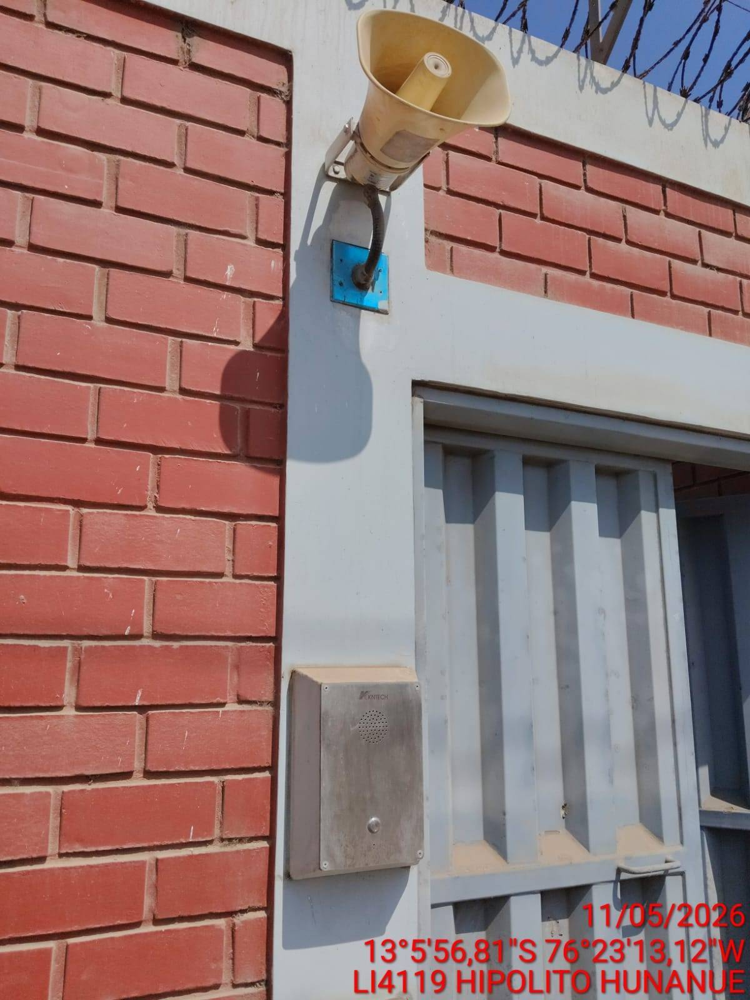 KNTECH
11/05/2026
13°5'56,81"S 76°23'13,12"W
LI4119 HIPOLITO HUNANUE